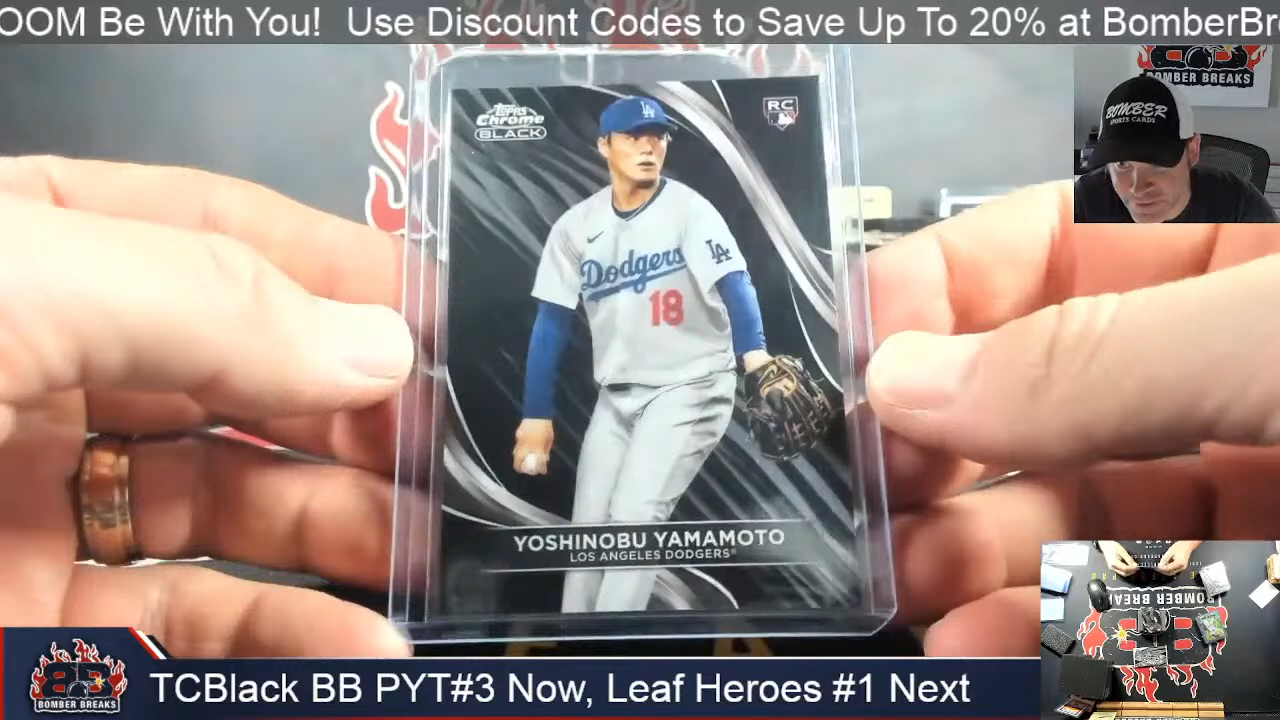 OOM Be With You! Use Discount Codes to Save Up To 20% at BomberBr
BOMBER BREAKS
BOMBER
SPORTS CARDS
TOPPS
Chrome
BLACK
RC
LA
Dodgers
LA
18
YOSHINOBU YAMAMOTO
LOS ANGELES DODGERS®
BOMBER BREA
BB
BOMBER BREAKS
TCBlack BB PYT#3 Now, Leaf Heroes #1 Next